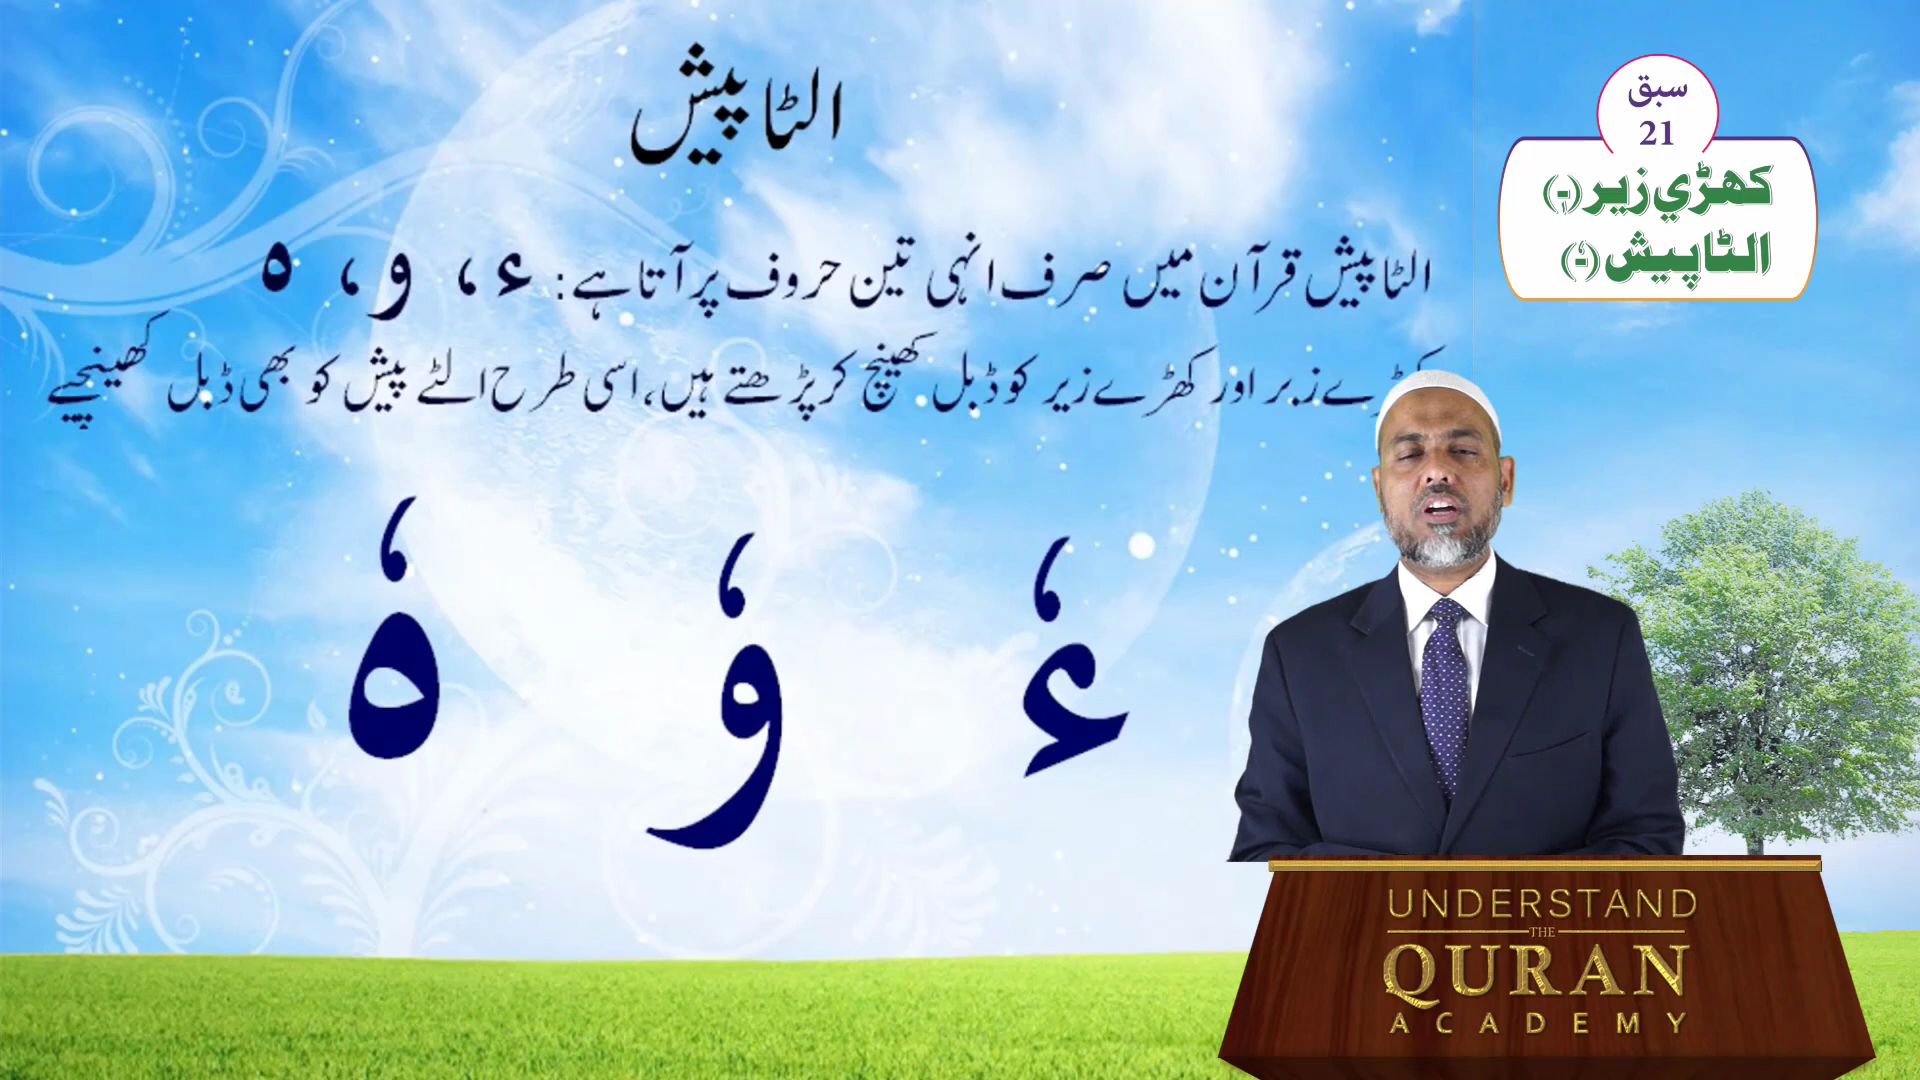 الٹا پیش
الٹا پیش قرآن میں صرف انہی تین حروف پر آتا ہے: ء، و، ہ
زبر اور کھڑے زیر کو ڈبل کھینچ کر پڑھتے ہیں، اسی طرح الٹے پیش کو بھی ڈبل کھینچیے
ءٗ وٗ ہٗ
سبق
21
کھڑی زیر (ٖ-)
الٹا پیش (ٗ-)
UNDERSTAND
THE
QURAN
ACADEMY